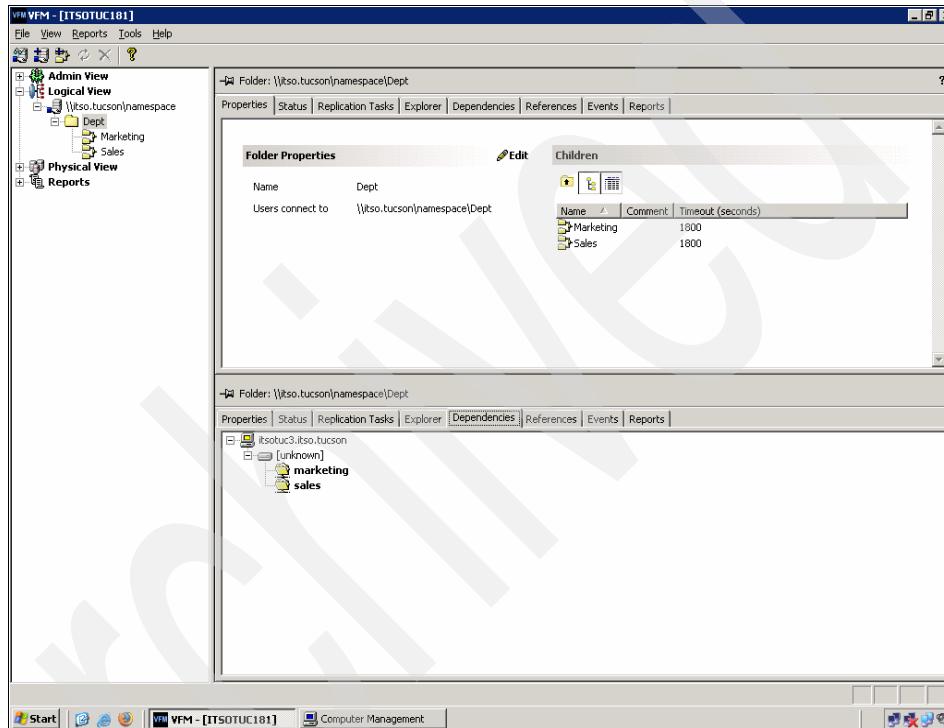 VFM VFM - [ITSOTUC181]
File View Reports Tools Help
Admin View
Logical View
\\itso.tucson\namespace
Dept
Marketing
Sales
Physical View
Reports
Folder: \\itso.tucson\namespace\Dept
Properties Status Replication Tasks Explorer Dependencies References Events Reports
Folder Properties Edit
Name Dept
Users connect to \\itso.tucson\namespace\Dept
Children
Name Comment Timeout (seconds)
Marketing 1800
Sales 1800
Folder: \\itso.tucson\namespace\Dept
Properties Status Replication Tasks Explorer Dependencies References Events Reports
itsotuc3.itso.tucson
[unknown]
marketing
sales
Start VFM VFM - [ITSOTUC181] Computer Management